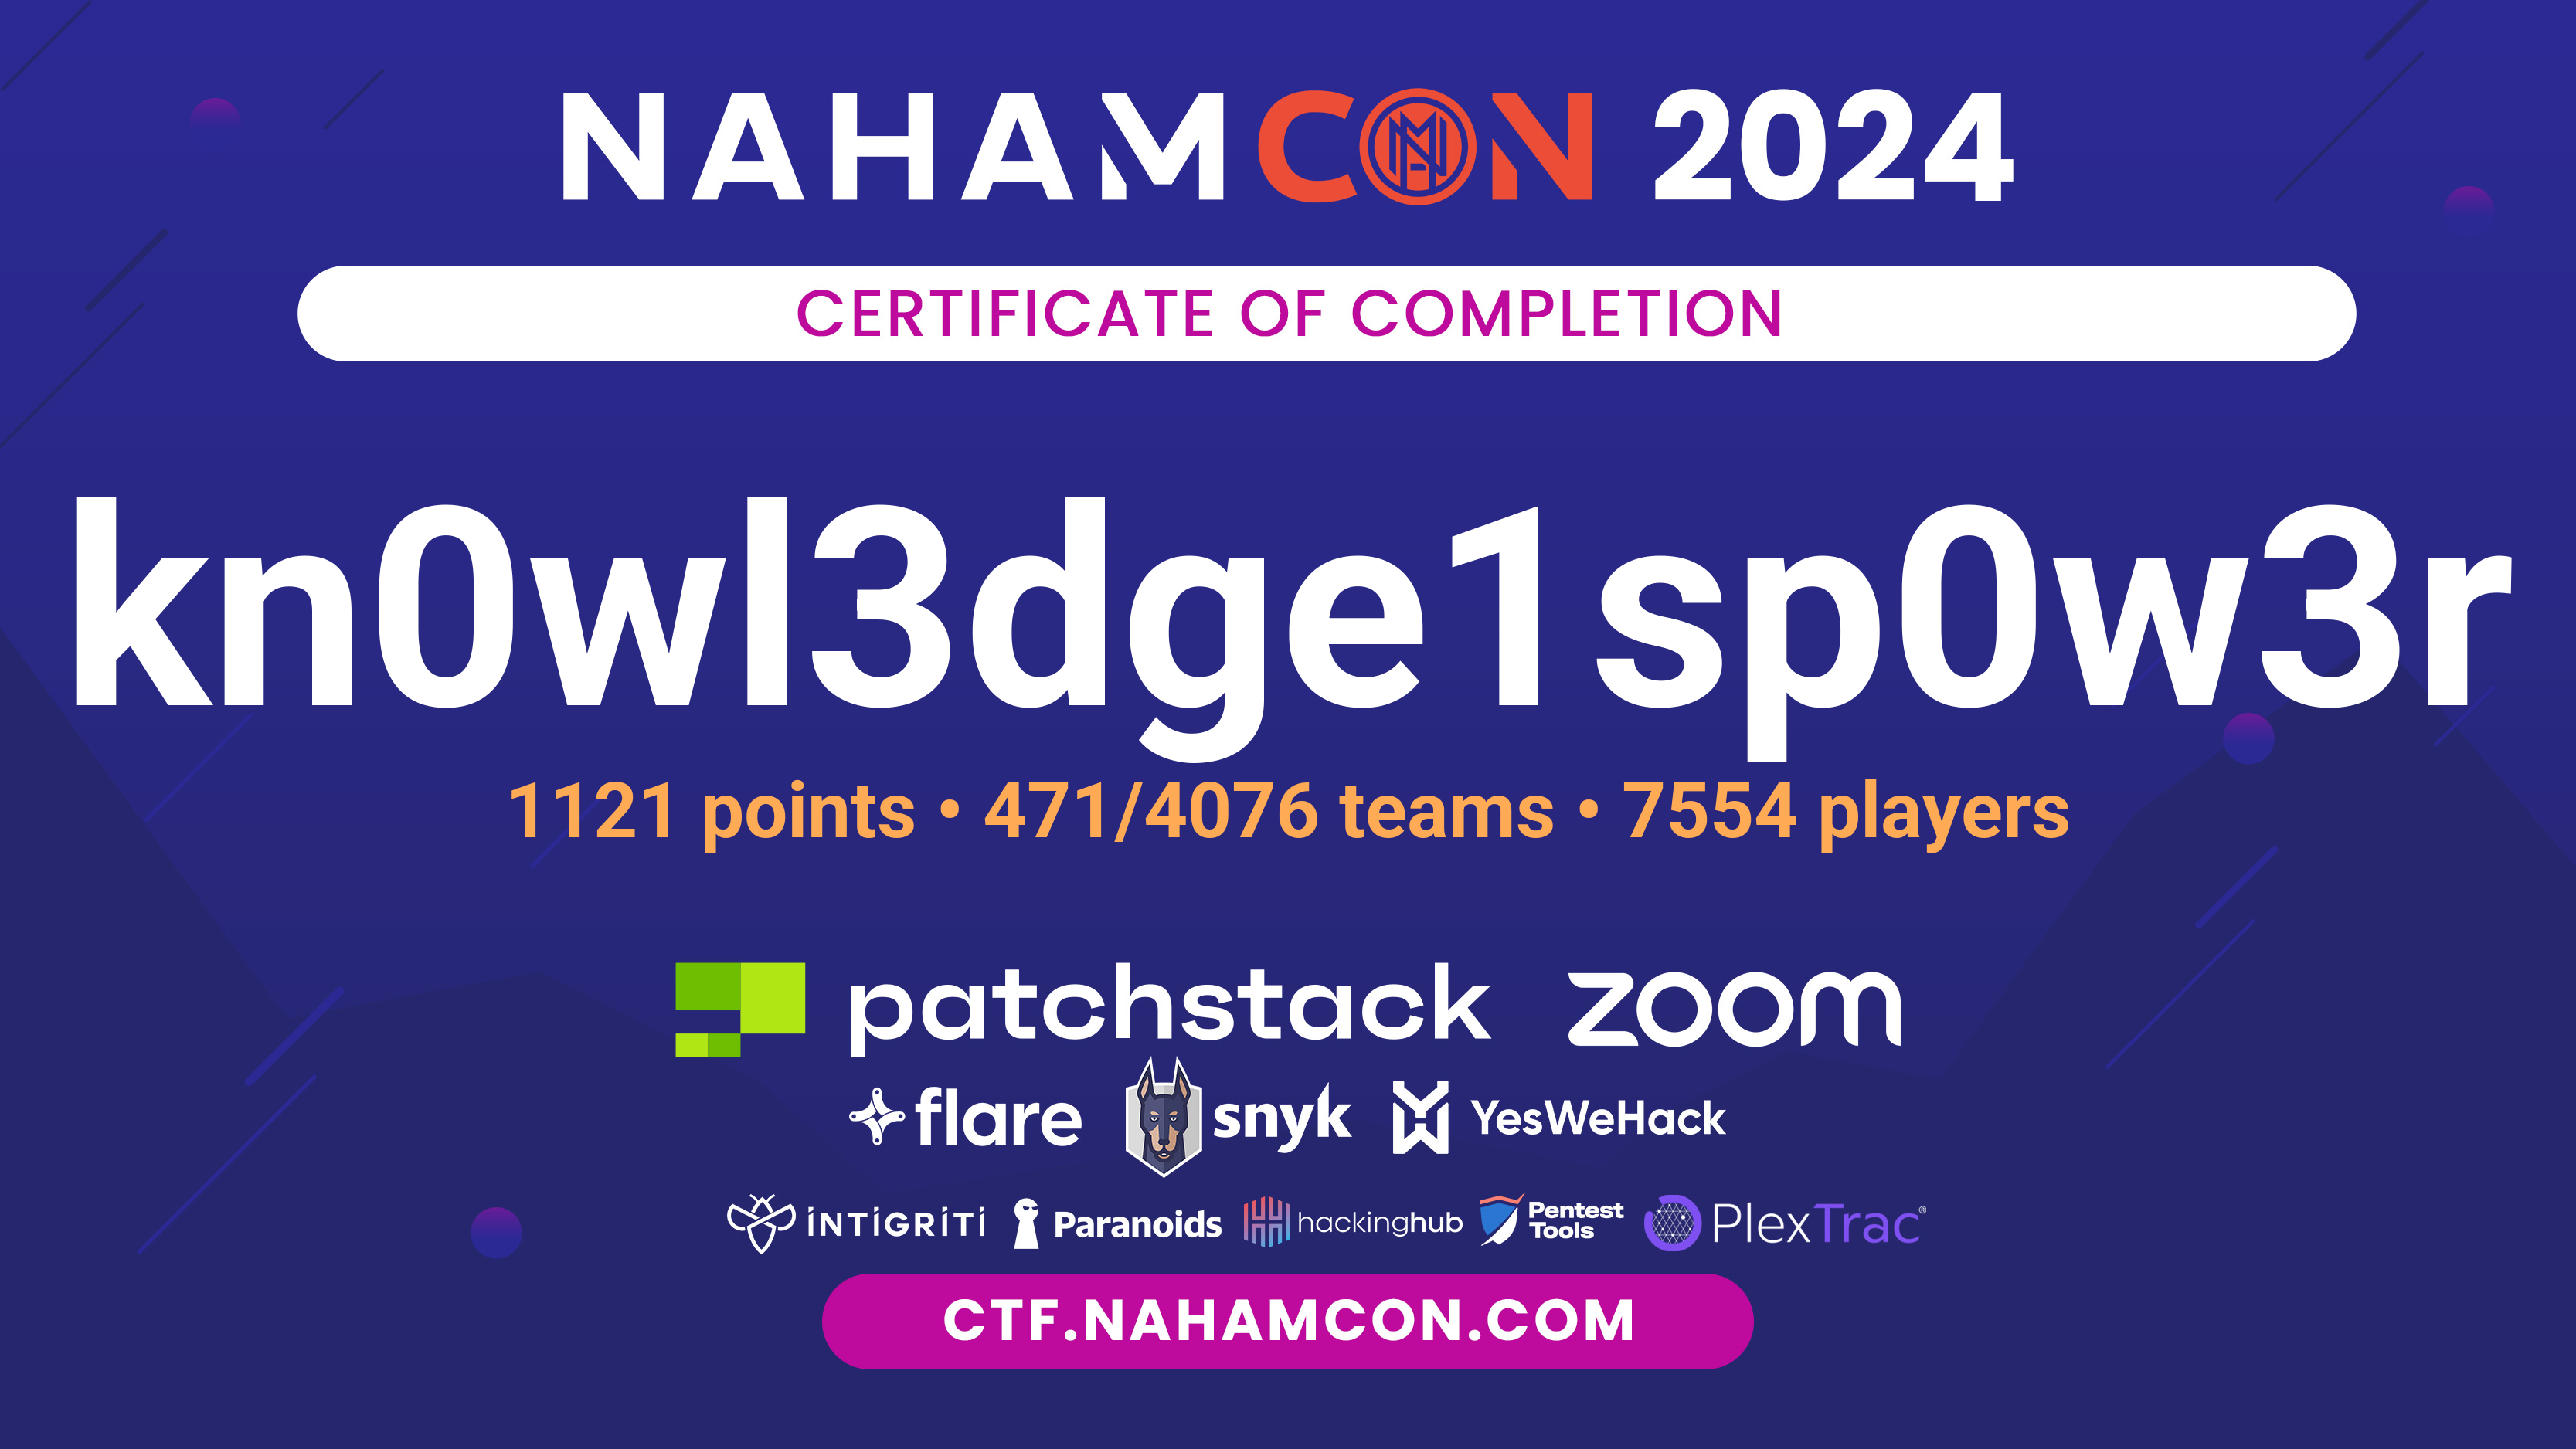 NAHAMCON 2024
CERTIFICATE OF COMPLETION
kn0wl3dge1sp0w3r
1121 points • 471/4076 teams • 7554 players
patchstack zoom
flare snyk YesWeHack
INTIGRITI Paranoids hackinghub Pentest Tools PlexTrac®
CTF.NAHAMCON.COM